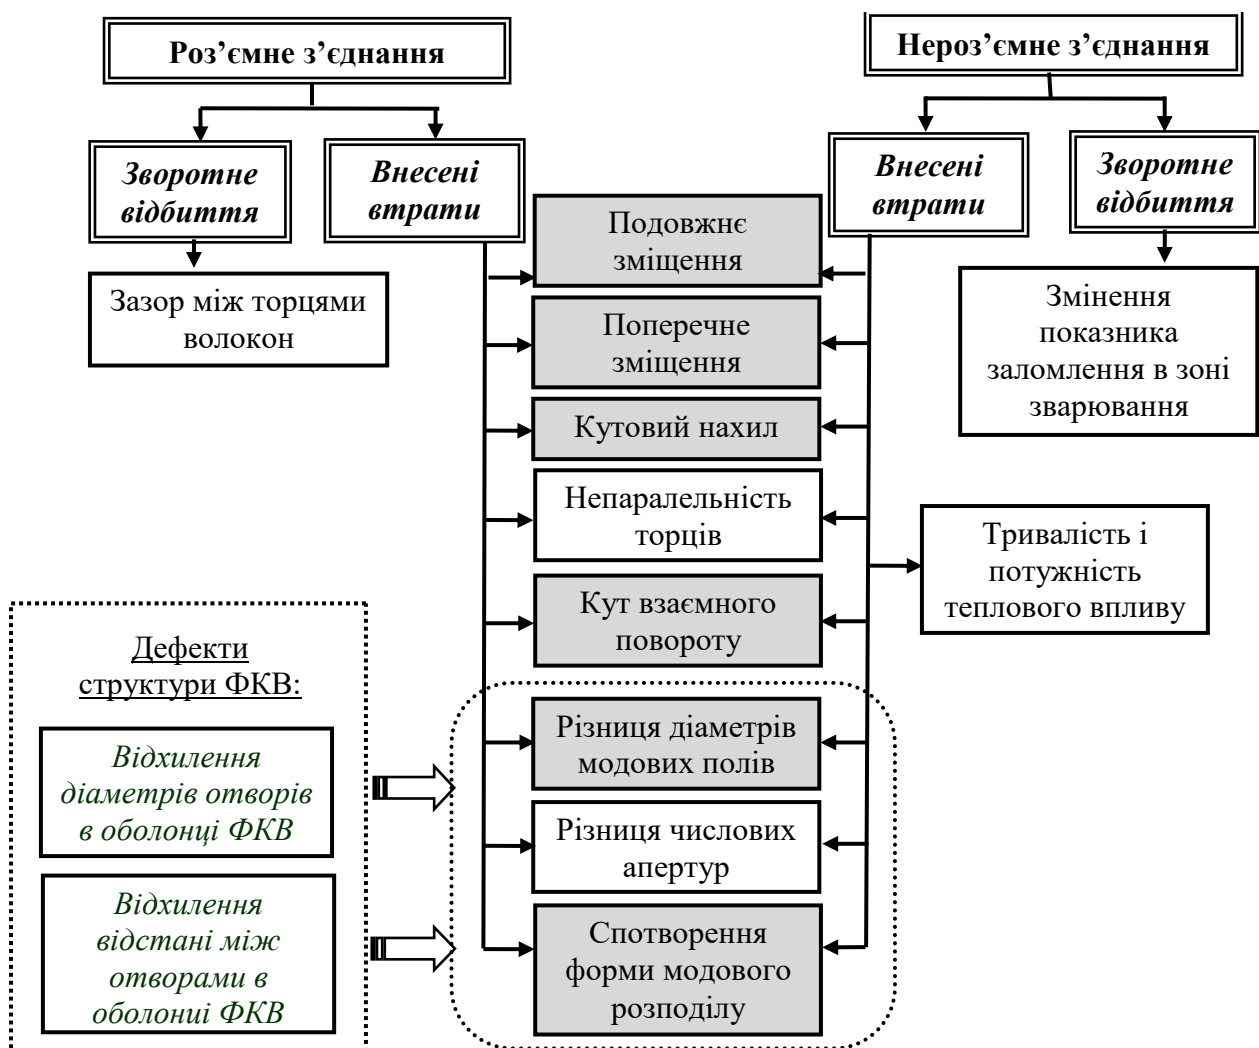 Роз’ємне з’єднання
Нероз’ємне з’єднання
Зворотне
відбиття
Внесені
втрати
Внесені
втрати
Зворотне
відбиття
Зазор між торцями
волокон
Подовжнє
зміщення
Поперечне
зміщення
Кутовий нахил
Непаралельність
торців
Кут взаємного
повороту
Різниця діаметрів
модових полів
Різниця числових
апертур
Спотворення
форми модового
розподілу
Змінення
показника
заломлення в зоні
зварювання
Тривалість і
потужність
теплового впливу
Дефекти
структури ФКВ:
Відхилення
діаметрів отворів
в оболонці ФКВ
Відхилення
відстані між
отворами в
оболонці ФКВ